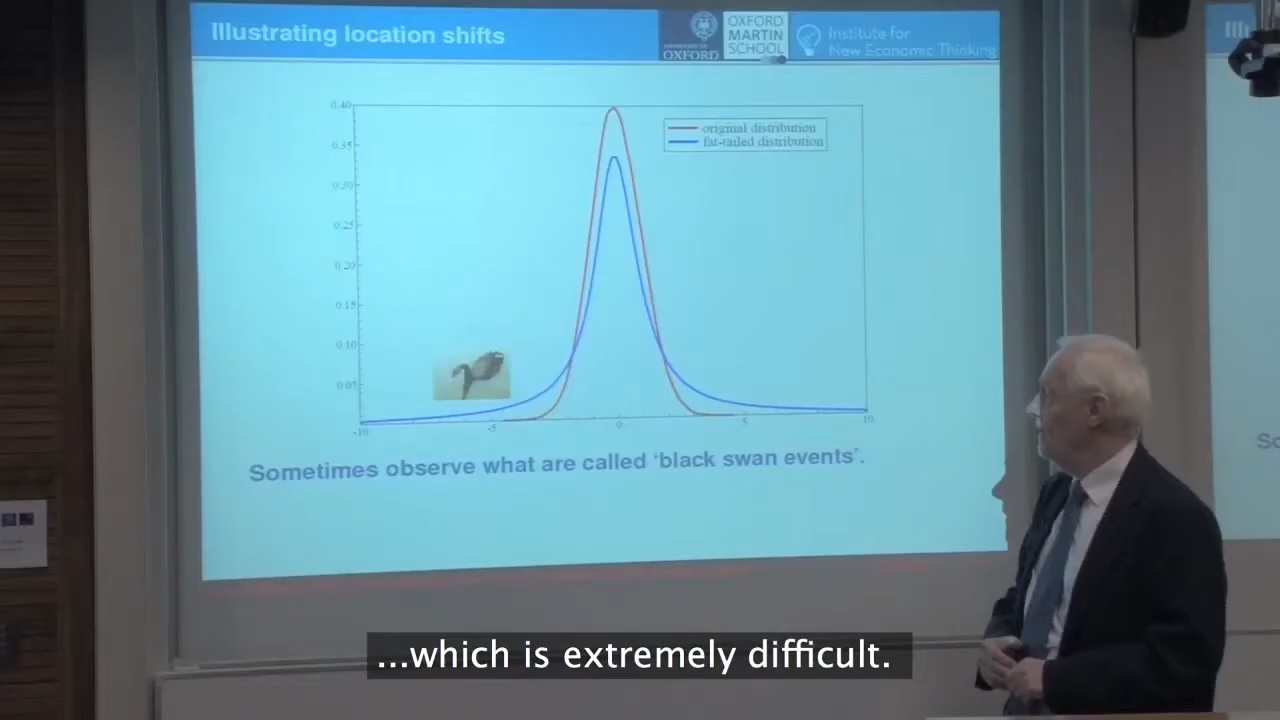 Illustrating location shifts
UNIVERSITY OF
OXFORD
OXFORD
MARTIN
SCHOOL
Institute for
New Economic Thinking
0.40
0.35
0.30
0.25
0.20
0.15
0.10
0.05
original distribution
fat-tailed distribution
-10
-5
0
5
10
Sometimes observe what are called ‘black swan events’.
...which is extremely difficult.